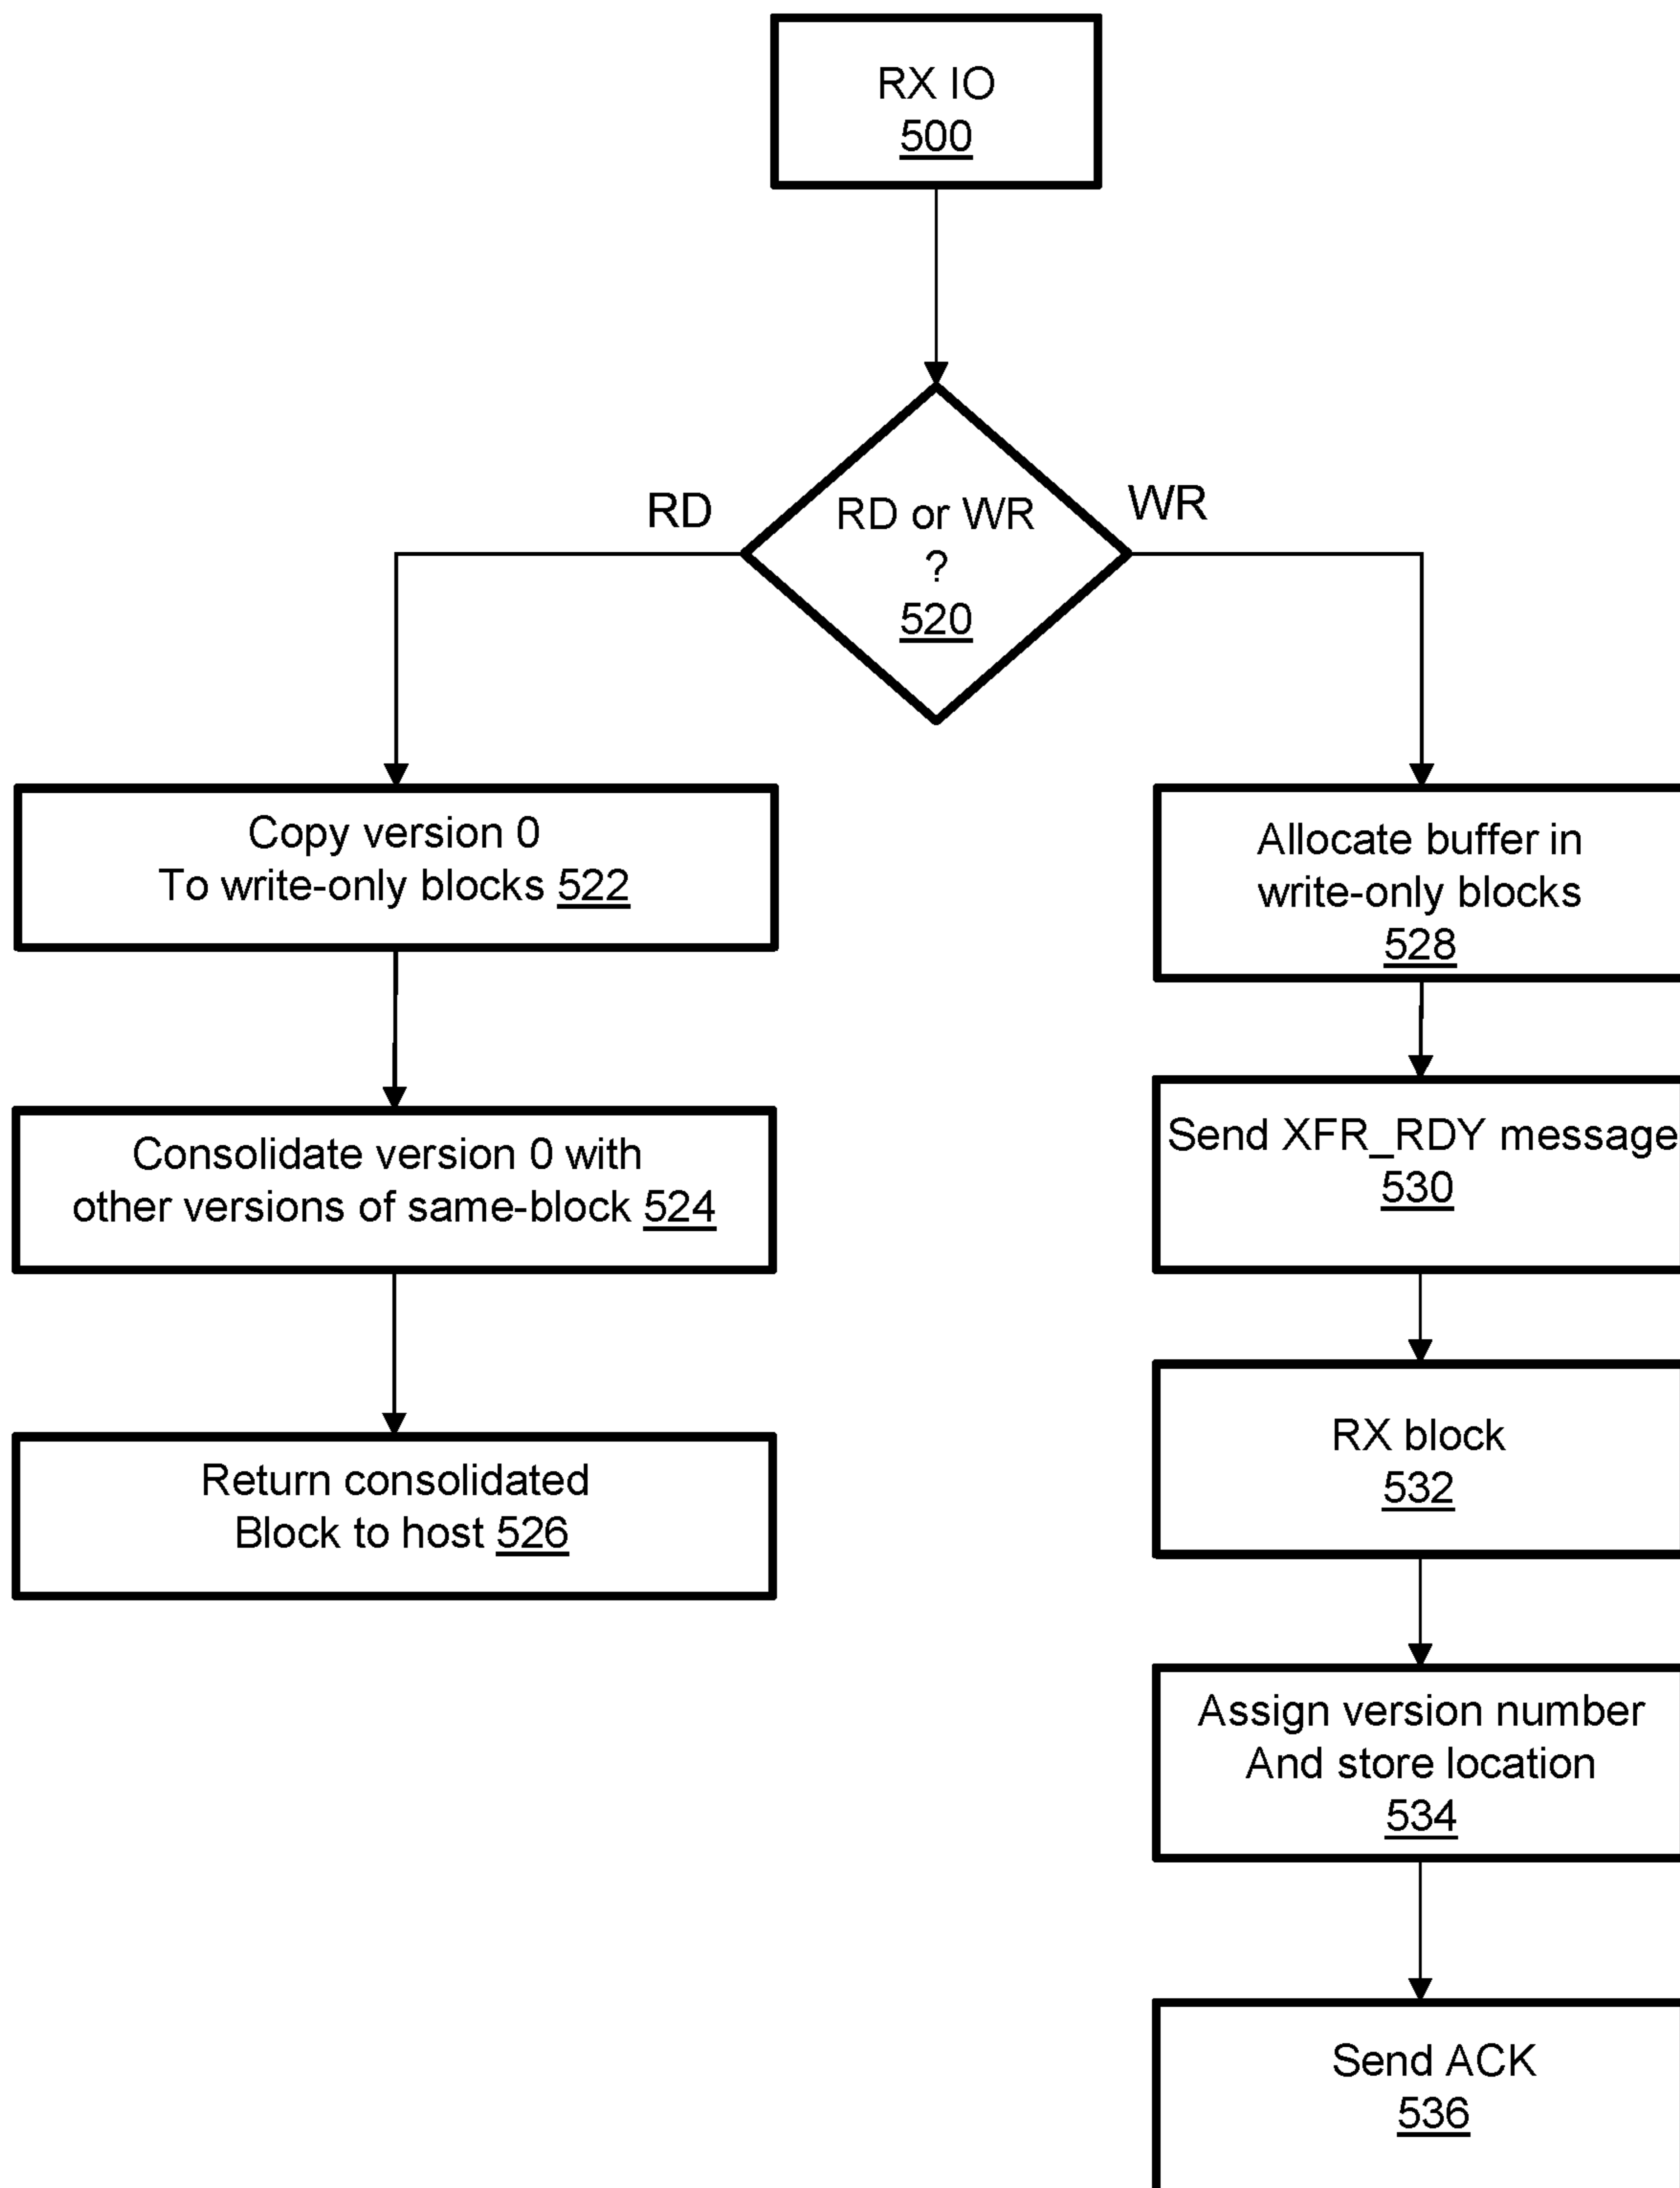 RX IO
500
RD
RD or WR
?
520
WR
Copy version 0
To write-only blocks 522
Consolidate version 0 with
other versions of same-block 524
Return consolidated
Block to host 526
Allocate buffer in
write-only blocks
528
Send XFR_RDY message
530
RX block
532
Assign version number
And store location
534
Send ACK
536